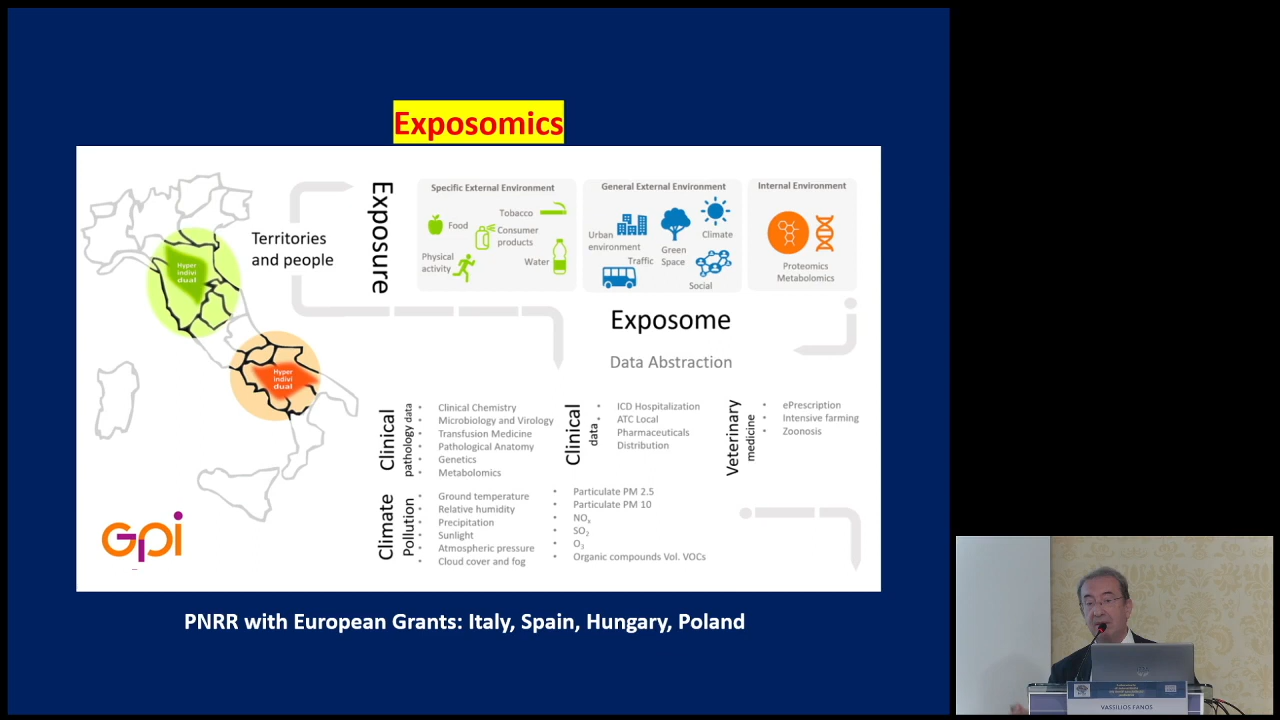 Exposomics
Territories
and people
Hyper
indivi
dual
Hyper
indivi
dual
Exposure
Specific External Environment
Food
Tobacco
Consumer
products
Physical
activity
Water
General External Environment
Urban
environment
Traffic
Green
Space
Climate
Social
Internal Environment
Proteomics
Metabolomics
Exposome
Data Abstraction
Clinical
pathology data
• Clinical Chemistry
• Microbiology and Virology
• Transfusion Medicine
• Pathological Anatomy
• Genetics
• Metabolomics
Clinical
data
• ICD Hospitalization
• ATC Local
Pharmaceuticals
Distribution
Veterinary
medicine
• ePrescription
• Intensive farming
• Zoonosis
Climate
Pollution
• Ground temperature
• Relative humidity
• Precipitation
• Sunlight
• Atmospheric pressure
• Cloud cover and fog
• Particulate PM 2.5
• Particulate PM 10
• NOx
• SO2
• O3
• Organic compounds Vol. VOCs
GPi
PNRR with European Grants: Italy, Spain, Hungary, Poland
VASSILIOS FANOS